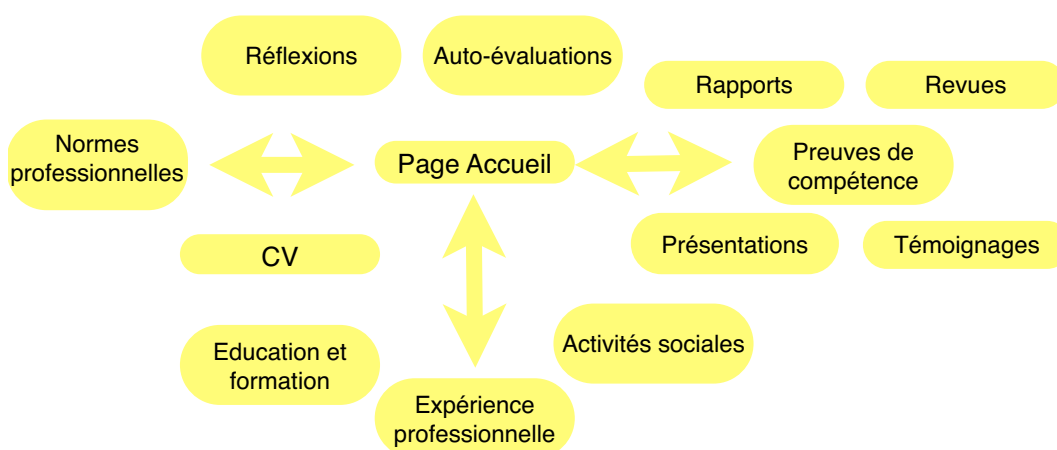 Réflexions
Auto-évaluations
Rapports
Revues
Normes
professionnelles
Page Accueil
Preuves de
compétence
CV
Présentations
Témoignages
Education et
formation
Activités sociales
Expérience
professionnelle